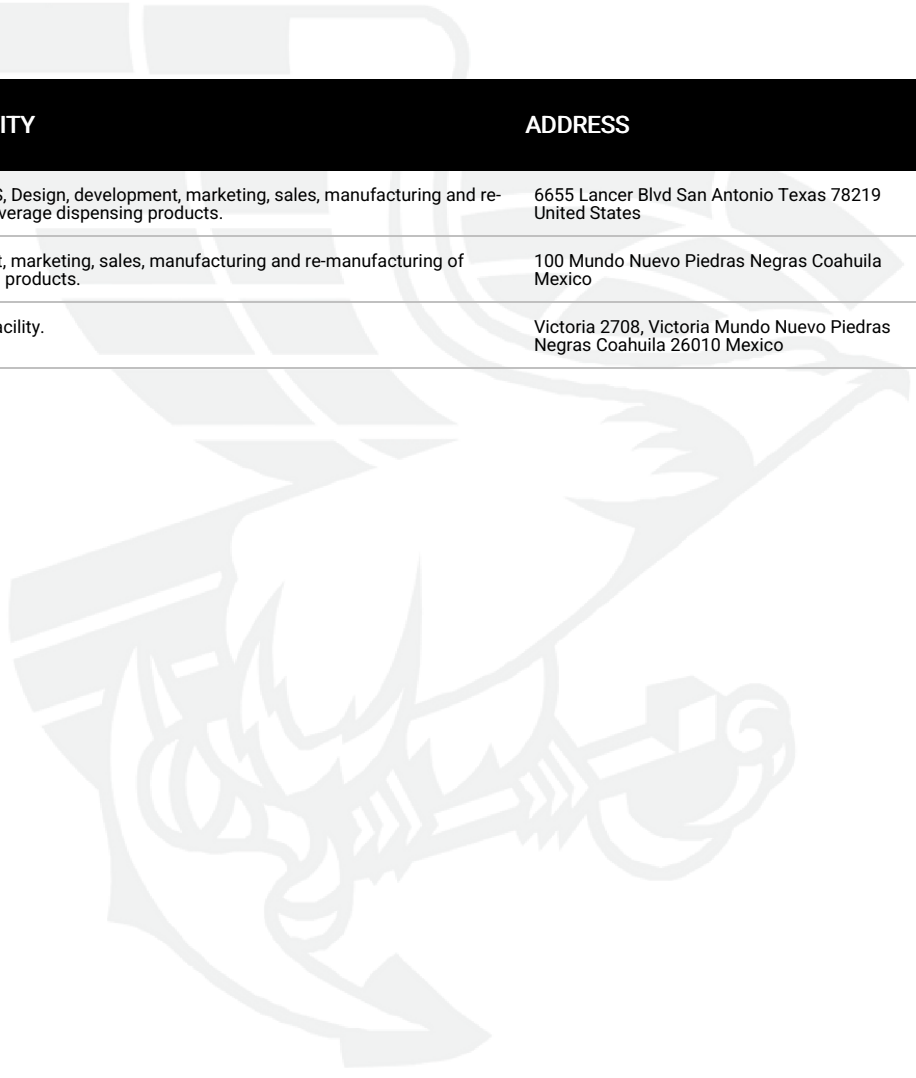 ITY ADDRESS
S, Design, development, marketing, sales, manufacturing and re- 6655 Lancer Blvd San Antonio Texas 78219
verage dispensing products. United States
t, marketing, sales, manufacturing and re-manufacturing of 100 Mundo Nuevo Piedras Negras Coahuila
products. Mexico
acility. Victoria 2708, Victoria Mundo Nuevo Piedras
Negras Coahuila 26010 Mexico